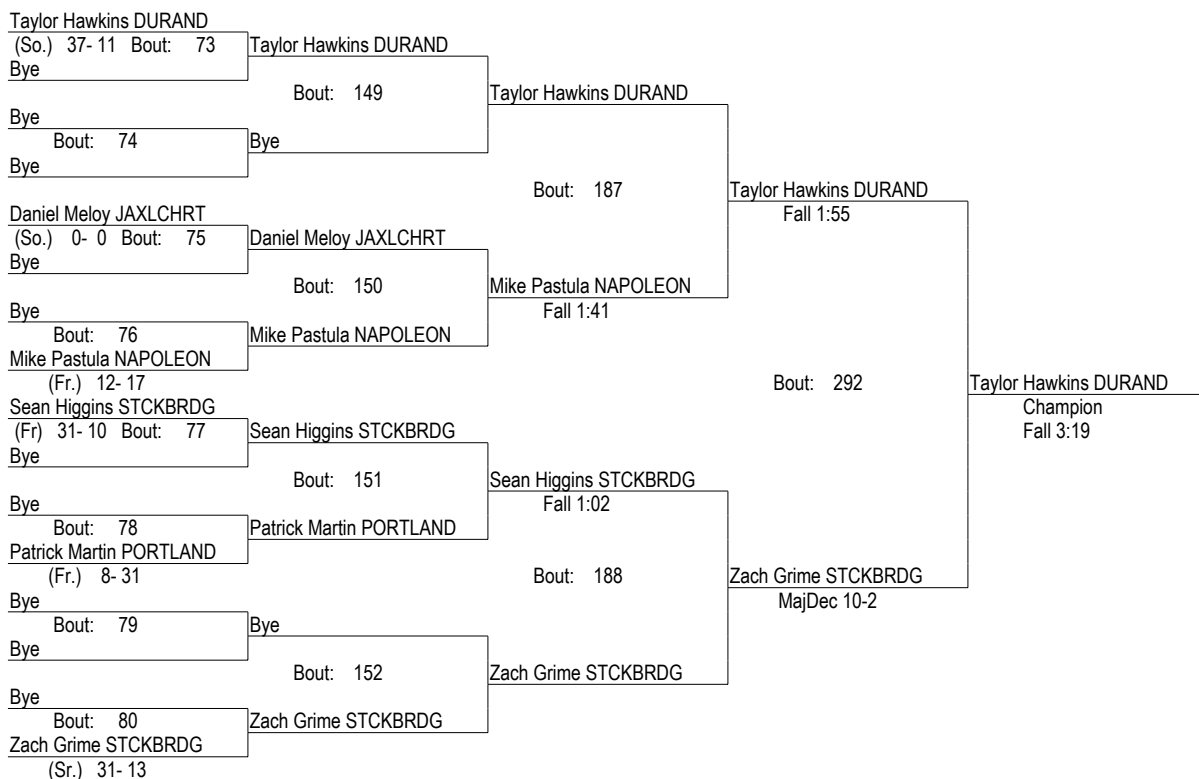 Taylor Hawkins DURAND
(So.) 37- 11 Bout: 73
Bye
Taylor Hawkins DURAND
Bout: 149
Taylor Hawkins DURAND
Bye
Bout: 74
Bye
Bye
Bout: 187
Taylor Hawkins DURAND
Fall 1:55
Daniel Meloy JAXLCHRT
(So.) 0- 0 Bout: 75
Bye
Daniel Meloy JAXLCHRT
Bout: 150
Mike Pastula NAPOLEON
Fall 1:41
Bye
Bout: 76
Mike Pastula NAPOLEON
(Fr.) 12- 17
Mike Pastula NAPOLEON
Bout: 292
Taylor Hawkins DURAND
Champion
Fall 3:19
Sean Higgins STCKBRDG
(Fr) 31- 10 Bout: 77
Bye
Sean Higgins STCKBRDG
Bout: 151
Sean Higgins STCKBRDG
Fall 1:02
Bye
Bout: 78
Patrick Martin PORTLAND
(Fr.) 8- 31
Patrick Martin PORTLAND
Bout: 188
Zach Grime STCKBRDG
MajDec 10-2
Bye
Bout: 79
Bye
Bye
Bout: 152
Zach Grime STCKBRDG
Bye
Bout: 80
Zach Grime STCKBRDG
(Sr.) 31- 13
Zach Grime STCKBRDG